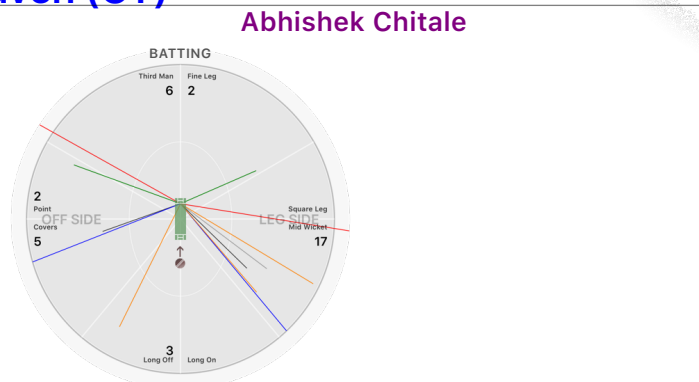 Abhishek Chitale
BATTING
Third Man Fine Leg
6 2
2
Point
OFF SIDE
Covers
5
Square Leg
LEG SIDE
Mid Wicket
17
3
Long Off Long On